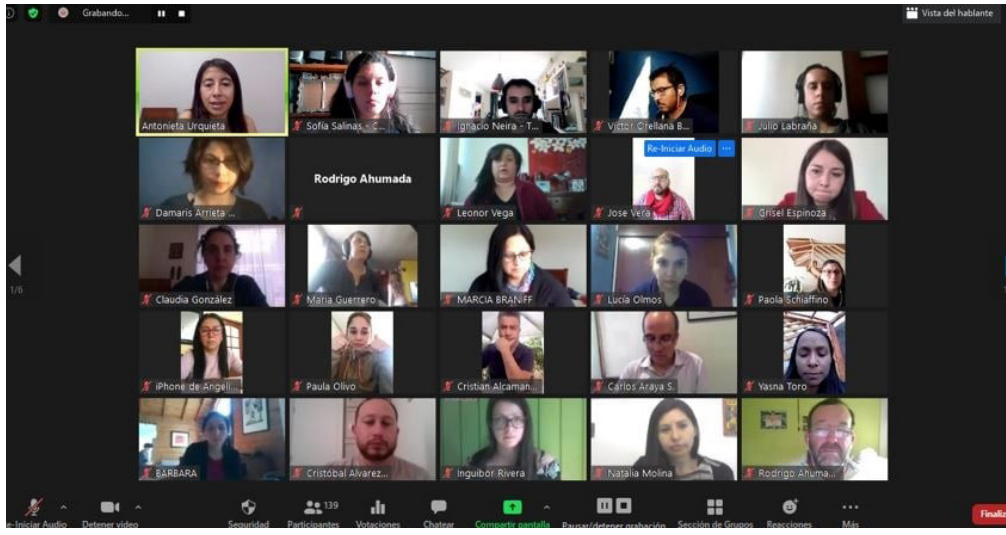 Grabando...
Vista del hablante
Antonieta Urquieta
Sofía Salinas - C...
Ignacio Neira - T...
Víctor Orellana B...
Julio Labraña
Damaris Arrieta ...
Rodrigo Ahumada
Leonor Vega
Re-Iniciar Audio ...
Jose Vera
Grisel Espinoza
Claudia González
Maria Guerrero
MARCIA BRANFF
Lucía Olmos
Paola Schiaffino
1/6
iPhone de Angeli...
Paula Olivo
Cristian Alcaman...
Carlos Araya S.
Yasna Toro
BARBARA
Cristóbal Alvarez...
Inguibor Rivera
Natalia Molina
Rodrigo Ahuma...
139
e-Iniciar Audio
Detener video
Seguridad
Participantes
Votaciones
Chatear
Compartir pantalla
Pausar/detener grabación
Sección de Grupos
Reacciones
Más
Finaliz